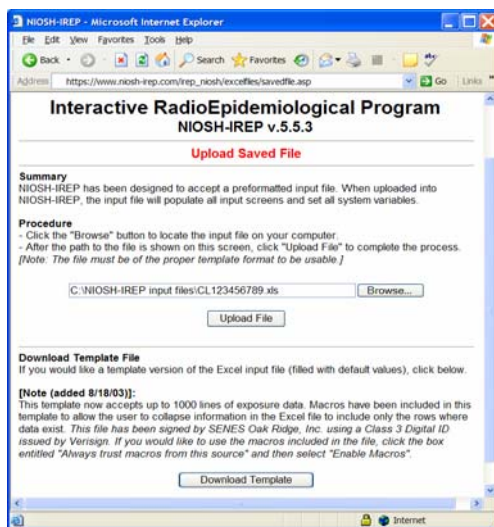 NIOSH-IREP - Microsoft Internet Explorer
File Edit View Favorites Tools Help
Back Search Favorites
Address https://www.niosh-irep.com/irep_niosh/excelfiles/savedfile.asp Go Links »
Interactive RadioEpidemiological Program
NIOSH-IREP v.5.5.3
Upload Saved File
Summary
NIOSH-IREP has been designed to accept a preformatted input file. When uploaded into
NIOSH-IREP, the input file will populate all input screens and set all system variables.
Procedure
- Click the "Browse" button to locate the input file on your computer.
- After the path to the file is shown on this screen, click "Upload File" to complete the process.
[Note: The file must be of the proper template format to be usable.]
C:\NIOSH-IREP input files\CL123456789.xls Browse...
Upload File
Download Template File
If you would like a template version of the Excel input file (filled with default values), click below.
[Note (added 8/18/03)]:
This template now accepts up to 1000 lines of exposure data. Macros have been included in this
template to allow the user to collapse information in the Excel file to include only the rows where
data exist. This file has been signed by SENES Oak Ridge, Inc. using a Class 3 Digital ID
issued by Verisign. If you would like to use the macros included in the file, click the box
entitled "Always trust macros from this source" and then select "Enable Macros".
Download Template
Internet